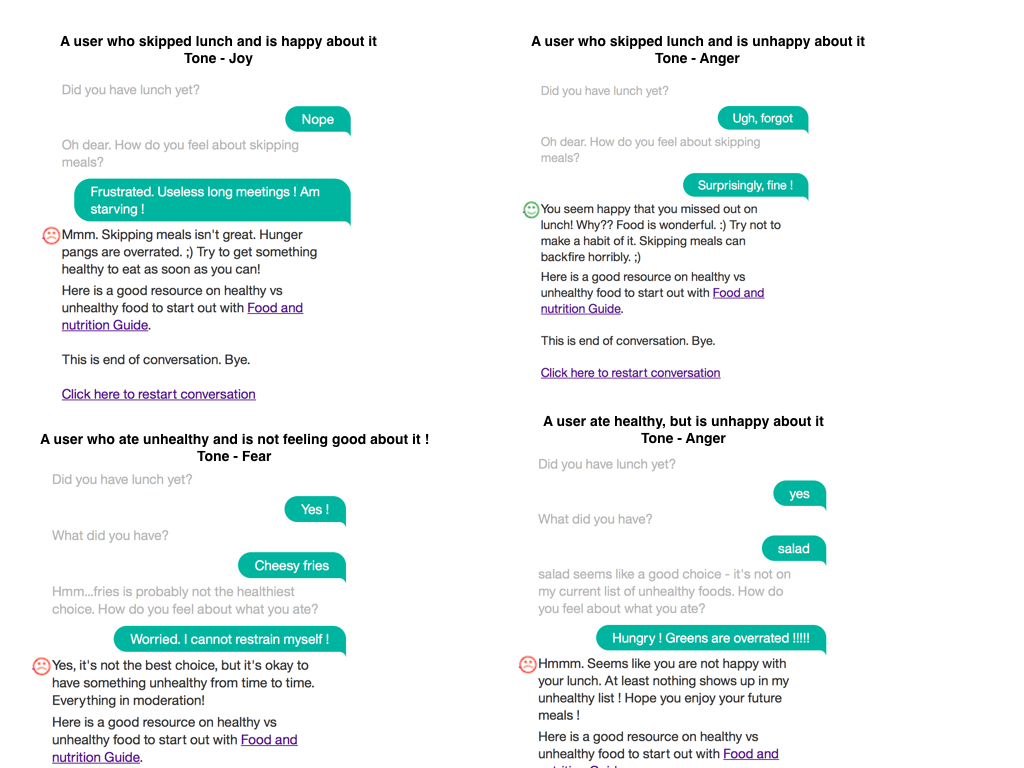 A user who skipped lunch and is happy about it
Tone - Joy
Did you have lunch yet?
Nope
Oh dear. How do you feel about skipping
meals?
Frustrated. Useless long meetings ! Am
starving !
Mmm. Skipping meals isn't great. Hunger
pangs are overrated. ;) Try to get something
healthy to eat as soon as you can!
Here is a good resource on healthy vs
unhealthy food to start out with Food and
nutrition Guide.
This is end of conversation. Bye.
Click here to restart conversation
A user who skipped lunch and is unhappy about it
Tone - Anger
Did you have lunch yet?
Ugh, forgot
Oh dear. How do you feel about skipping
meals?
Surprisingly, fine !
You seem happy that you missed out on
lunch! Why?? Food is wonderful. :) Try not to
make a habit of it. Skipping meals can
backfire horribly. ;)
Here is a good resource on healthy vs
unhealthy food to start out with Food and
nutrition Guide.
This is end of conversation. Bye.
Click here to restart conversation
A user who ate unhealthy and is not feeling good about it !
Tone - Fear
Did you have lunch yet?
Yes !
What did you have?
Cheesy fries
Hmm...fries is probably not the healthiest
choice. How do you feel about what you ate?
Worried. I cannot restrain myself !
Yes, it's not the best choice, but it's okay to
have something unhealthy from time to time.
Everything in moderation!
Here is a good resource on healthy vs
unhealthy food to start out with Food and
nutrition Guide.
A user ate healthy, but is unhappy about it
Tone - Anger
Did you have lunch yet?
yes
What did you have?
salad
salad seems like a good choice - it's not on
my current list of unhealthy foods. How do
you feel about what you ate?
Hungry ! Greens are overrated !!!!!
Hmmm. Seems like you are not happy with
your lunch. At least nothing shows up in my
unhealthy list ! Hope you enjoy your future
meals !
Here is a good resource on healthy vs
unhealthy food to start out with Food and